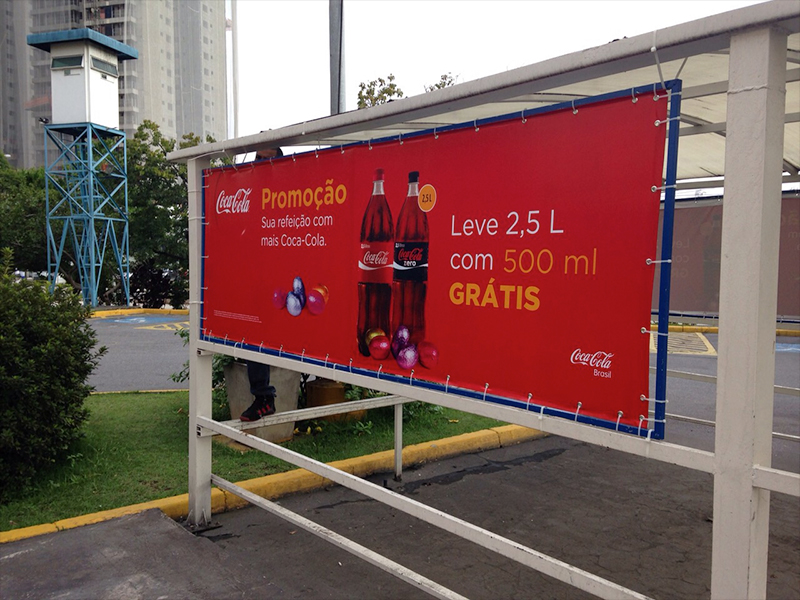 Coca-Cola
Promoção
Sua refeição com
mais Coca-Cola.
2,5 L
Coca-Cola
Coca-Cola
zero
Leve 2,5 L
com 500 ml
GRÁTIS
Coca-Cola
Brasil